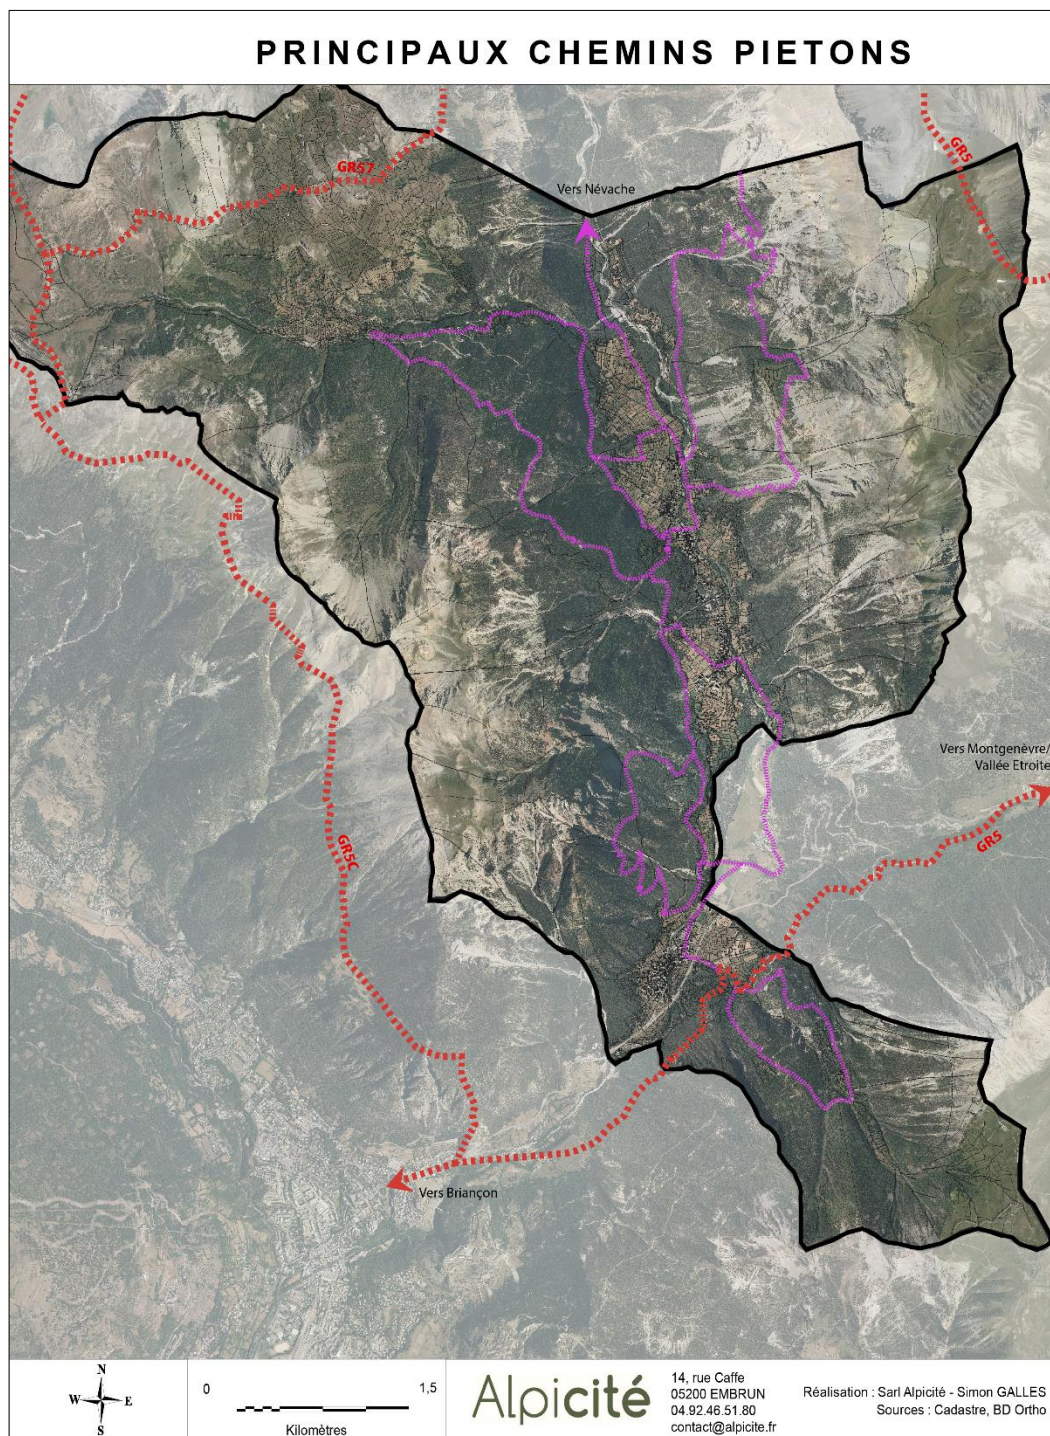 PRINCIPAUX CHEMINS PIETONS
GR5
GR57
Vers Névache
Vers Montgenèvre/
Vallée Etroite
GR5
GR5C
Vers Briançon
N
W E
S
0 1,5
Kilomètres
Alpicité
14, rue Caffe
05200 EMBRUN
04.92.46.51.80
contact@alpicite.fr
Réalisation : Sarl Alpicité - Simon GALLES
Sources : Cadastre, BD Ortho